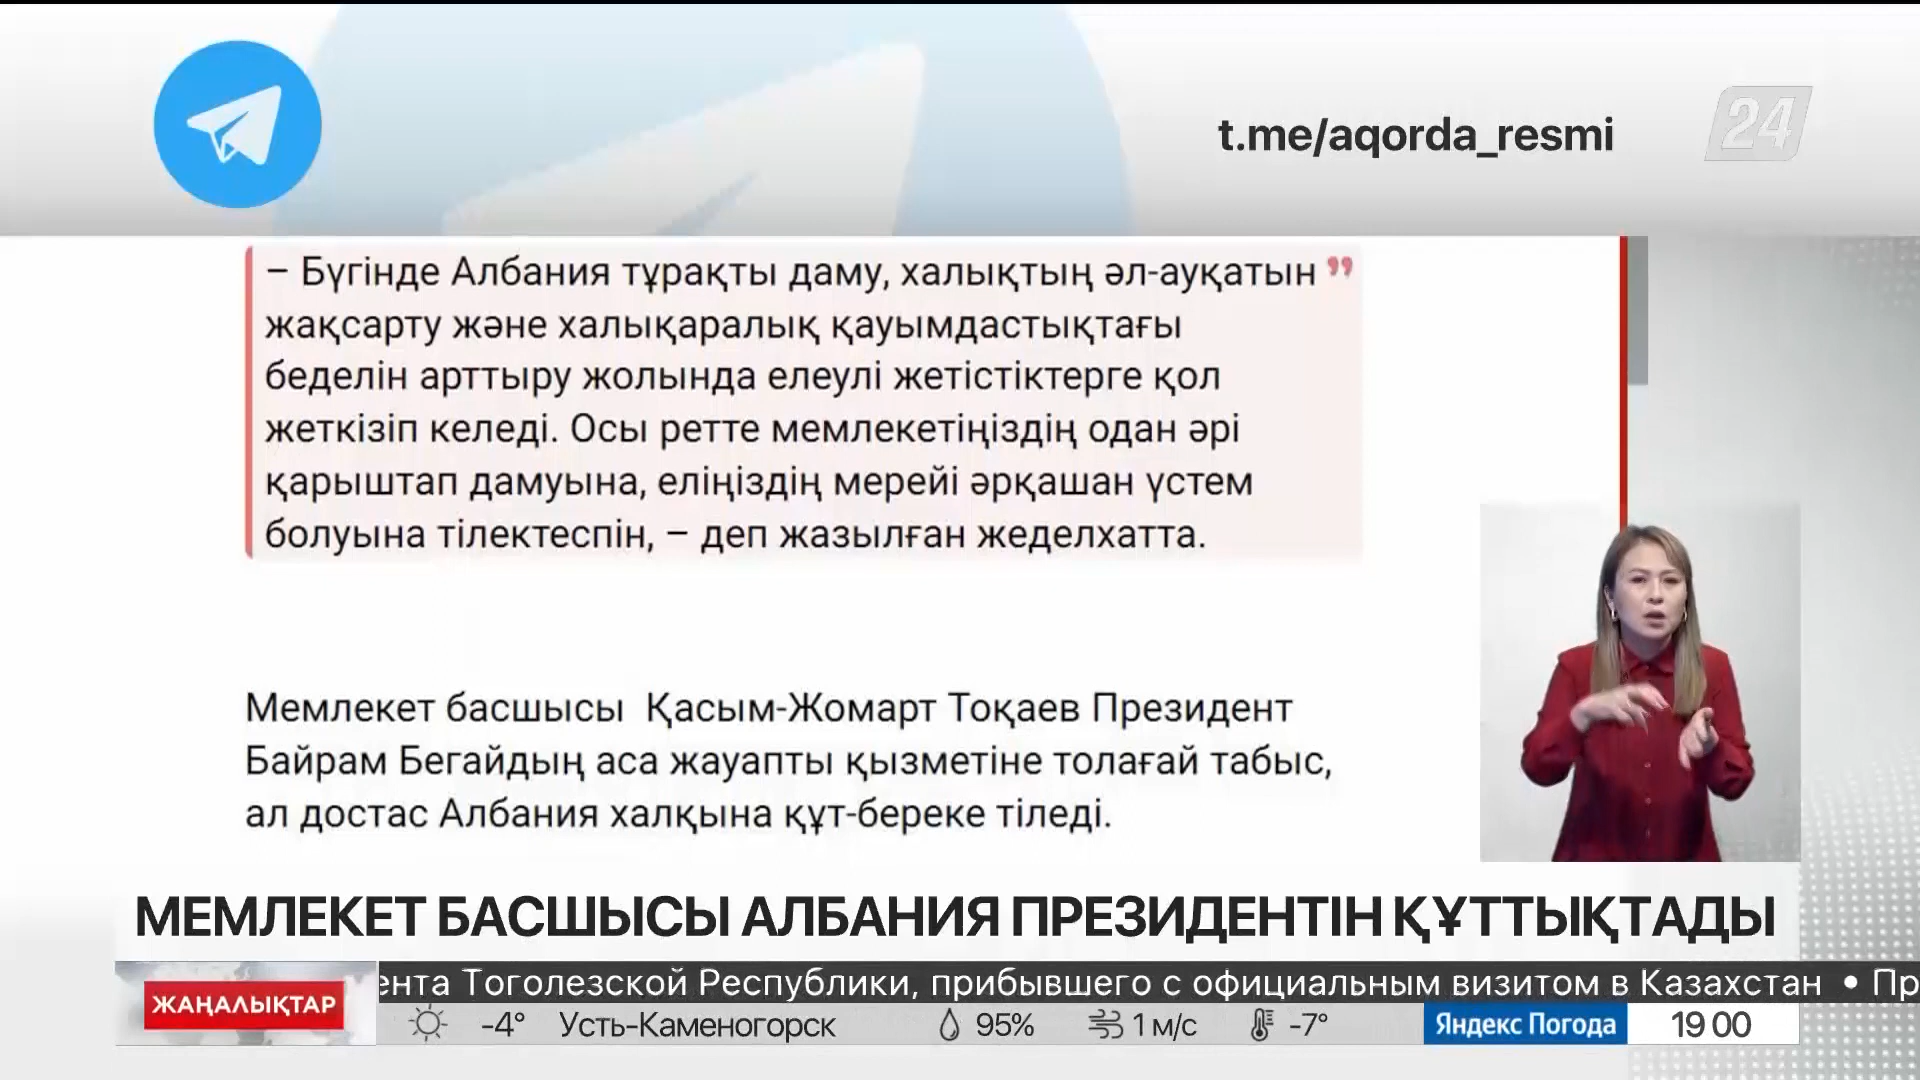 t.me/aqorda_resmi
24
– Бүгінде Албания тұрақты даму, халықтың әл-ауқатын ”
жақсарту және халықаралық қауымдастықтағы
беделін арттыру жолында елеулі жетістіктерге қол
жеткізіп келеді. Осы ретте мемлекетіңіздің одан әрі
қарыштап дамуына, еліңіздің мерейі әрқашан үстем
болуына тілектеспін, – деп жазылған жеделхатта.
Мемлекет басшысы Қасым-Жомарт Тоқаев Президент
Байрам Бегайдың аса жауапты қызметіне толағай табыс,
ал достас Албания халқына құт-береке тіледі.
МЕМЛЕКЕТ БАСШЫСЫ АЛБАНИЯ ПРЕЗИДЕНТІН ҚҰТТЫҚТАДЫ
ента Тоголезской Республики, прибывшего с официальным визитом в Казахстан • Пр
ЖАҢАЛЫҚТАР
-4° Усть-Каменогорск 95% 1 м/с -7° Яндекс Погода 19 00